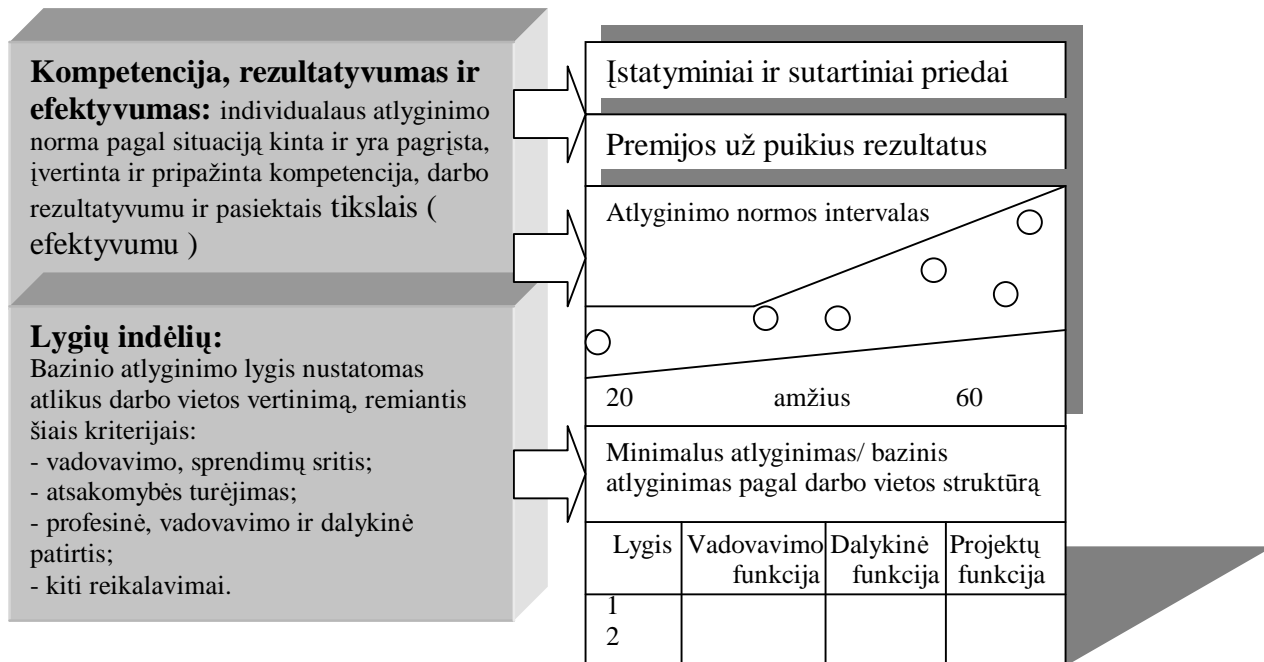 Kompetencija, rezultatyvumas ir
efektyvumas: individualaus atlyginimo
norma pagal situaciją kinta ir yra pagrįsta,
įvertinta ir pripažinta kompetencija, darbo
rezultatyvumu ir pasiektais tikslais (
efektyvumu )
Lygių indėlių:
Bazinio atlyginimo lygis nustatomas
atlikus darbo vietos vertinimą, remiantis
šiais kriterijais:
- vadovavimo, sprendimų sritis;
- atsakomybės turėjimas;
- profesinė, vadovavimo ir dalykinė
patirtis;
- kiti reikalavimai.
Įstatyminiai ir sutartiniai priedai
Premijos už puikius rezultatus
Atlyginimo normos intervalas
20 amžius 60
Minimalus atlyginimas/ bazinis
atlyginimas pagal darbo vietos struktūrą
Lygis Vadovavimo Dalykinė Projektų
funkcija funkcija funkcija
1
2